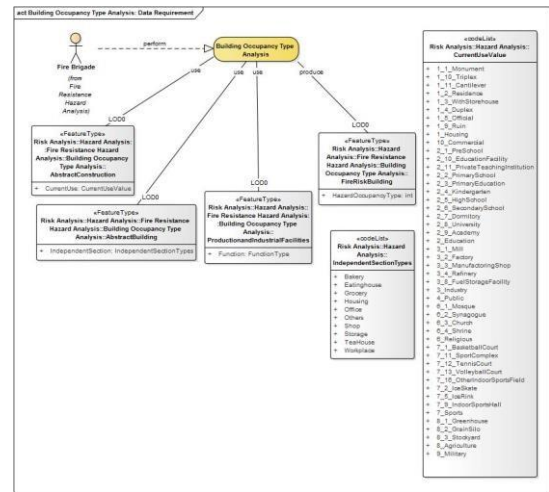 act Building Occupancy Type Analysis: Data Requirement
perform
Building Occupancy Type
Analysis
Fire Brigade
(from
Fire
Resistance
Hazard
Analysis)
use
use
use
produce
LOD0
«FeatureType»
Risk Analysis::Hazard Analysis:
:Fire Resistance Hazard
Analysis::Building Occupancy
Type Analysis::
AbstractConstruction
+ CurrentUse: CurrentUseValue
LOD0
«FeatureType»
Risk Analysis::Hazard Analysis::Fire Resistance
Hazard Analysis::Building Occupancy Type
Analysis::AbstractBuilding
+ IndependentSection: IndependentSectionTypes
LOD0
«FeatureType»
Risk Analysis::Hazard Analysis::
Fire Resistance Hazard Analysis:
:Building Occupancy Type
Analysis::
ProductionandIndustrialFacilities
+ Function: FunctionType
LOD0
«FeatureType»
Risk Analysis::Hazard
Analysis::Fire Resistance
Hazard Analysis::Building
Occupancy Type Analysis::
FireRiskBuilding
+ HazardOccupancyType: Int
«codeList»
Risk Analysis::Hazard
Analysis::
IndependentSectionTypes
+ Bakery
+ Eatinghouse
+ Grocery
+ Housing
+ Office
+ Others
+ Shop
+ Storage
+ TeaHouse
+ Workplace
«codeList»
Risk Analysis::Hazard Analysis::
CurrentUseValue
+ 1_1_Monument
+ 1_10_Triplex
+ 1_11_Cantilever
+ 1_2_Residence
+ 1_3_WithStorehouse
+ 1_4_Duplex
+ 1_5_Official
+ 1_9_Ruin
+ 1_Housing
+ 10_Commercial
+ 2_1_PreSchool
+ 2_10_EducationFacility
+ 2_11_PrivateTeachingInstitution
+ 2_2_PrimarySchool
+ 2_3_PrimaryEducation
+ 2_4_Kindergarten
+ 2_5_HighSchool
+ 2_6_SecondarySchool
+ 2_7_Dormitory
+ 2_8_University
+ 2_9_Academy
+ 2_Education
+ 3_1_Mill
+ 3_2_Factory
+ 3_3_ManufactoringShop
+ 3_4_Refinery
+ 3_8_FuelStorageFacility
+ 3_Industry
+ 4_Public
+ 6_1_Mosque
+ 6_2_Synagogue
+ 6_3_Church
+ 6_4_Shrine
+ 6_Religious
+ 7_1_BasketballCourt
+ 7_11_SportComplex
+ 7_12_TennisCourt
+ 7_13_VolleyballCourt
+ 7_16_OtherIndoorSportsField
+ 7_2_IceSkate
+ 7_5_IceRink
+ 7_9_IndoorSportsHall
+ 7_Sports
+ 8_1_Greenhouse
+ 8_2_GrainSilo
+ 8_3_Stockyard
+ 8_Agriculture
+ 9_Military